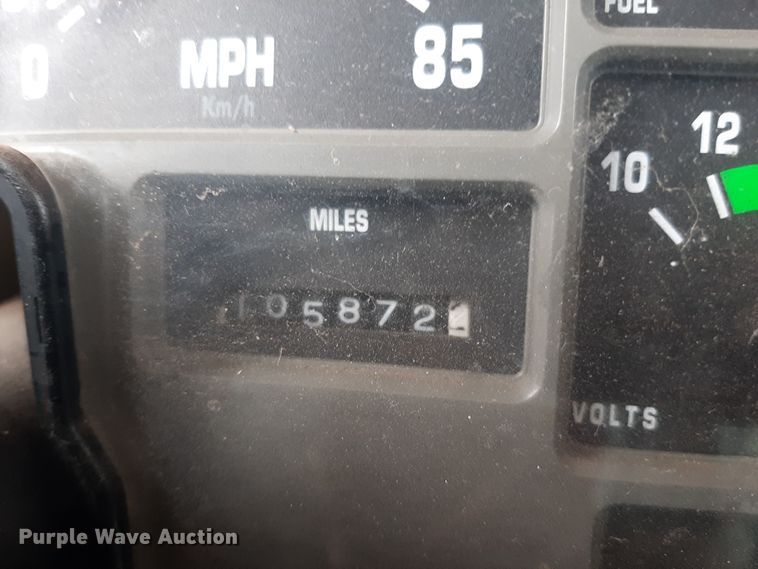 FUEL
0 MPH 85
Km/h
10 12
MILES
105872
VOLTS
Purple Wave Auction